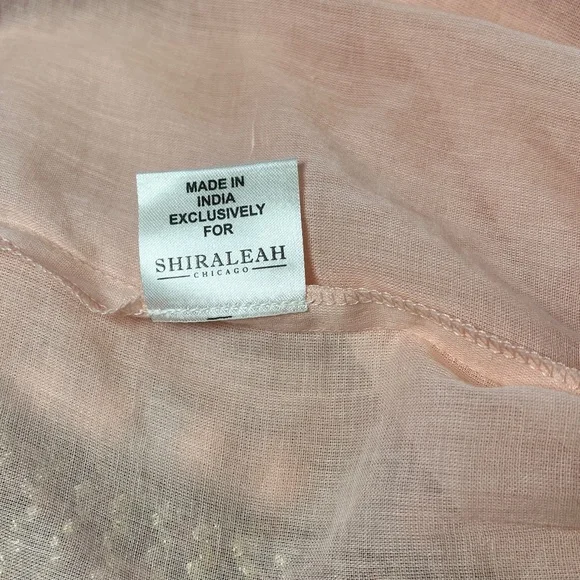 MADE IN
INDIA
EXCLUSIVELY
FOR
SHIRALEAH
CHICAGO